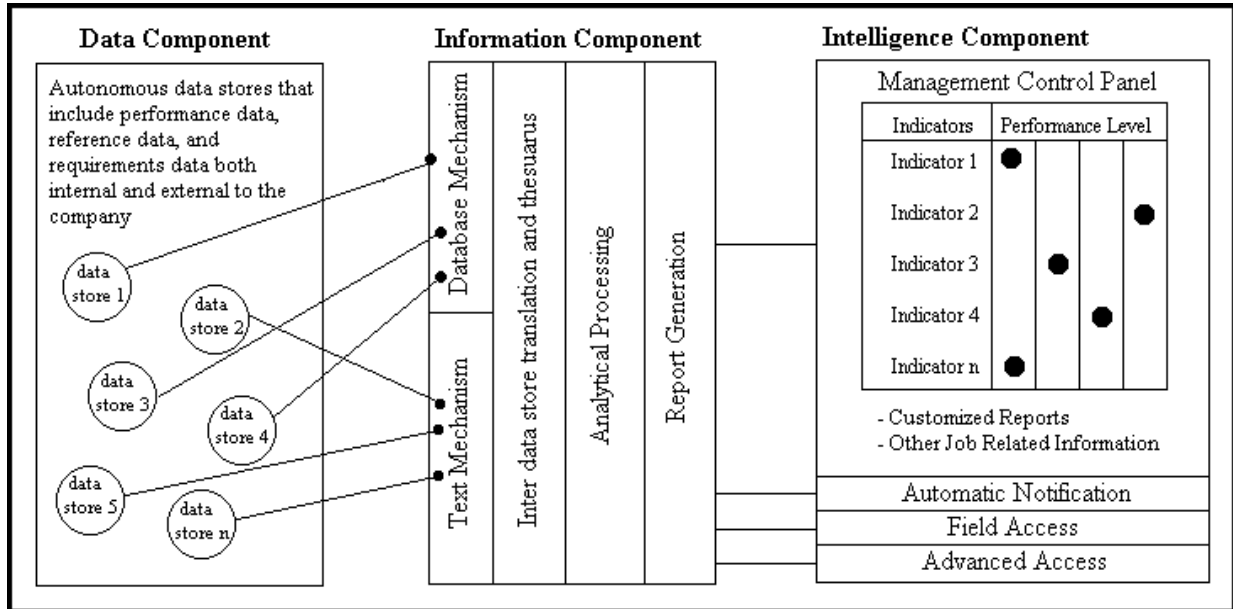 Data Component
Autonomous data stores that
include performance data,
reference data, and
requirements data both
internal and external to the
company
data
store 1
data
store 2
data
store 3
data
store 4
data
store 5
data
store n
Information Component
Database Mechanism
Text Mechanism
Inter data store translation and thesuarus
Analytical Processing
Report Generation
Intelligence Component
Management Control Panel
Indicators Performance Level
Indicator 1
Indicator 2
Indicator 3
Indicator 4
Indicator n
- Customized Reports
- Other Job Related Information
Automatic Notification
Field Access
Advanced Access